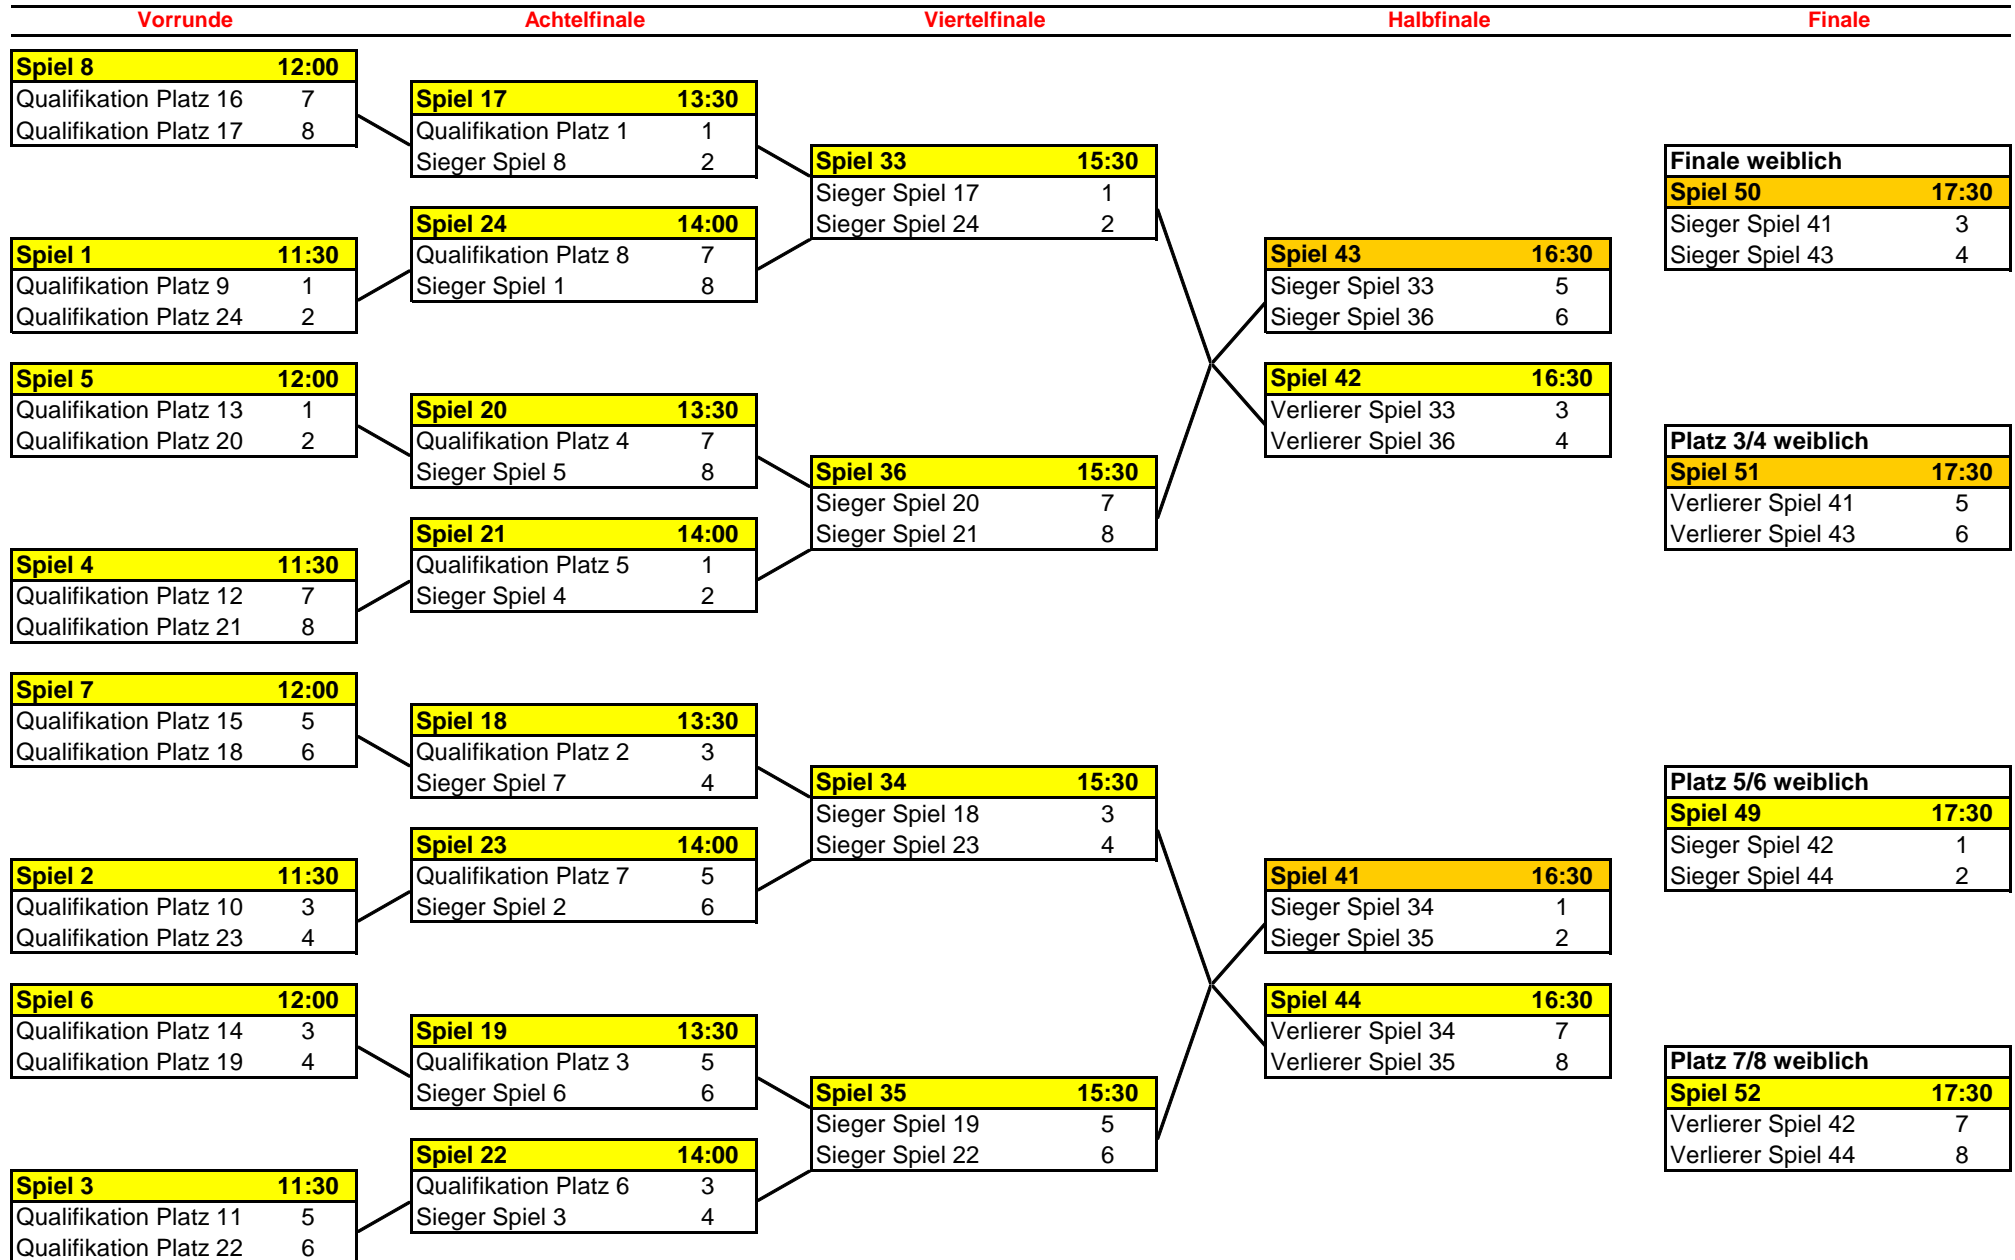 Vorrunde Achtelfinale Viertelfinale Halbfinale Finale
Spiel 8 12:00
Qualifikation Platz 16 7
Qualifikation Platz 17 8
Spiel 1 11:30
Qualifikation Platz 9 1
Qualifikation Platz 24 2
Spiel 5 12:00
Qualifikation Platz 13 1
Qualifikation Platz 20 2
Spiel 4 11:30
Qualifikation Platz 12 7
Qualifikation Platz 21 8
Spiel 7 12:00
Qualifikation Platz 15 5
Qualifikation Platz 18 6
Spiel 2 11:30
Qualifikation Platz 10 3
Qualifikation Platz 23 4
Spiel 6 12:00
Qualifikation Platz 14 3
Qualifikation Platz 19 4
Spiel 3 11:30
Qualifikation Platz 11 5
Qualifikation Platz 22 6
Spiel 17 13:30
Qualifikation Platz 1 1
Sieger Spiel 8 2
Spiel 24 14:00
Qualifikation Platz 8 7
Sieger Spiel 1 8
Spiel 20 13:30
Qualifikation Platz 4 7
Sieger Spiel 5 8
Spiel 21 14:00
Qualifikation Platz 5 1
Sieger Spiel 4 2
Spiel 18 13:30
Qualifikation Platz 2 3
Sieger Spiel 7 4
Spiel 23 14:00
Qualifikation Platz 7 5
Sieger Spiel 2 6
Spiel 19 13:30
Qualifikation Platz 3 5
Sieger Spiel 6 6
Spiel 22 14:00
Qualifikation Platz 6 3
Sieger Spiel 3 4
Spiel 33 15:30
Sieger Spiel 17 1
Sieger Spiel 24 2
Spiel 36 15:30
Sieger Spiel 20 7
Sieger Spiel 21 8
Spiel 34 15:30
Sieger Spiel 18 3
Sieger Spiel 23 4
Spiel 35 15:30
Sieger Spiel 19 5
Sieger Spiel 22 6
Spiel 43 16:30
Sieger Spiel 33 5
Sieger Spiel 36 6
Spiel 42 16:30
Verlierer Spiel 33 3
Verlierer Spiel 36 4
Spiel 41 16:30
Sieger Spiel 34 1
Sieger Spiel 35 2
Spiel 44 16:30
Verlierer Spiel 34 7
Verlierer Spiel 35 8
Finale weiblich
Spiel 50 17:30
Sieger Spiel 41 3
Sieger Spiel 43 4
Platz 3/4 weiblich
Spiel 51 17:30
Verlierer Spiel 41 5
Verlierer Spiel 43 6
Platz 5/6 weiblich
Spiel 49 17:30
Sieger Spiel 42 1
Sieger Spiel 44 2
Platz 7/8 weiblich
Spiel 52 17:30
Verlierer Spiel 42 7
Verlierer Spiel 44 8